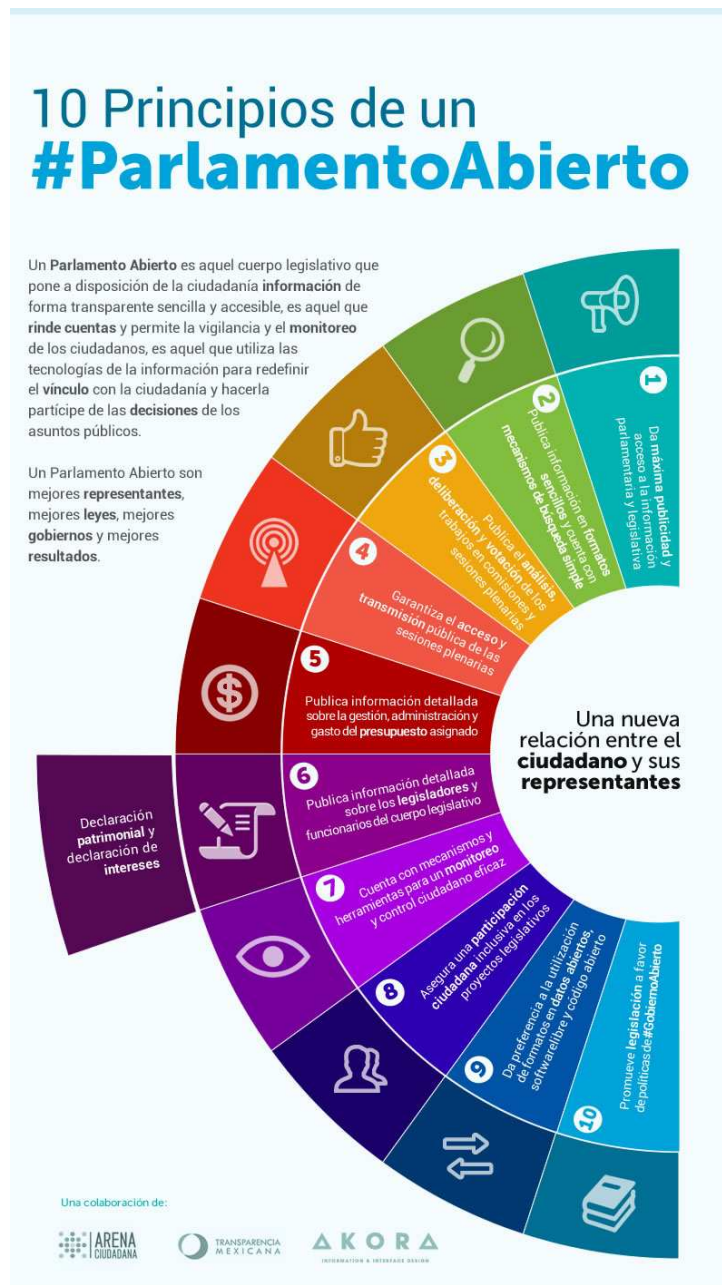 10 Principios de un
#ParlamentoAbierto
Un Parlamento Abierto es aquel cuerpo legislativo que
pone a disposición de la ciudadanía información de
forma transparente sencilla y accesible, es aquel que
rinde cuentas y permite la vigilancia y el monitoreo
de los ciudadanos, es aquel que utiliza las
tecnologías de la información para redefinir
el vínculo con la ciudadanía y hacerla
partícipe de las decisiones de los
asuntos públicos.
Un Parlamento Abierto son
mejores representantes,
mejores leyes, mejores
gobiernos y mejores
resultados.
1
Da máxima publicidad y
acceso a la información
parlamentaria y legislativa
2
Publica información en formatos
sencillos y cuenta con
mecanismos de búsqueda simple
3
Publica el análisis,
deliberación y votación de los
trabajos en comisiones y
sesiones plenarias
4
Garantiza el acceso y
transmisión pública de las
sesiones plenarias
5
Publica información detallada
sobre la gestión, administración y
gasto del presupuesto asignado
6
Publica información detallada
sobre los legisladores y
funcionarios del cuerpo legislativo
Declaración
patrimonial y
declaración de
intereses
7
Cuenta con mecanismos y
herramientas para un monitoreo
y control ciudadano eficaz
8
Asegura una participación
ciudadana inclusiva en los
proyectos legislativos
9
Da preferencia a la utilización
de formatos en datos abiertos,
softwarelibre y código abierto
10
Promueve legislación a favor
de políticas de #GobiernoAbierto
Una nueva
relación entre el
ciudadano y sus
representantes
Una colaboración de:
ARENA
CIUDADANA
TRANSPARENCIA
MEXICANA
AKORA
INFORMATION & INTERFACE DESIGN